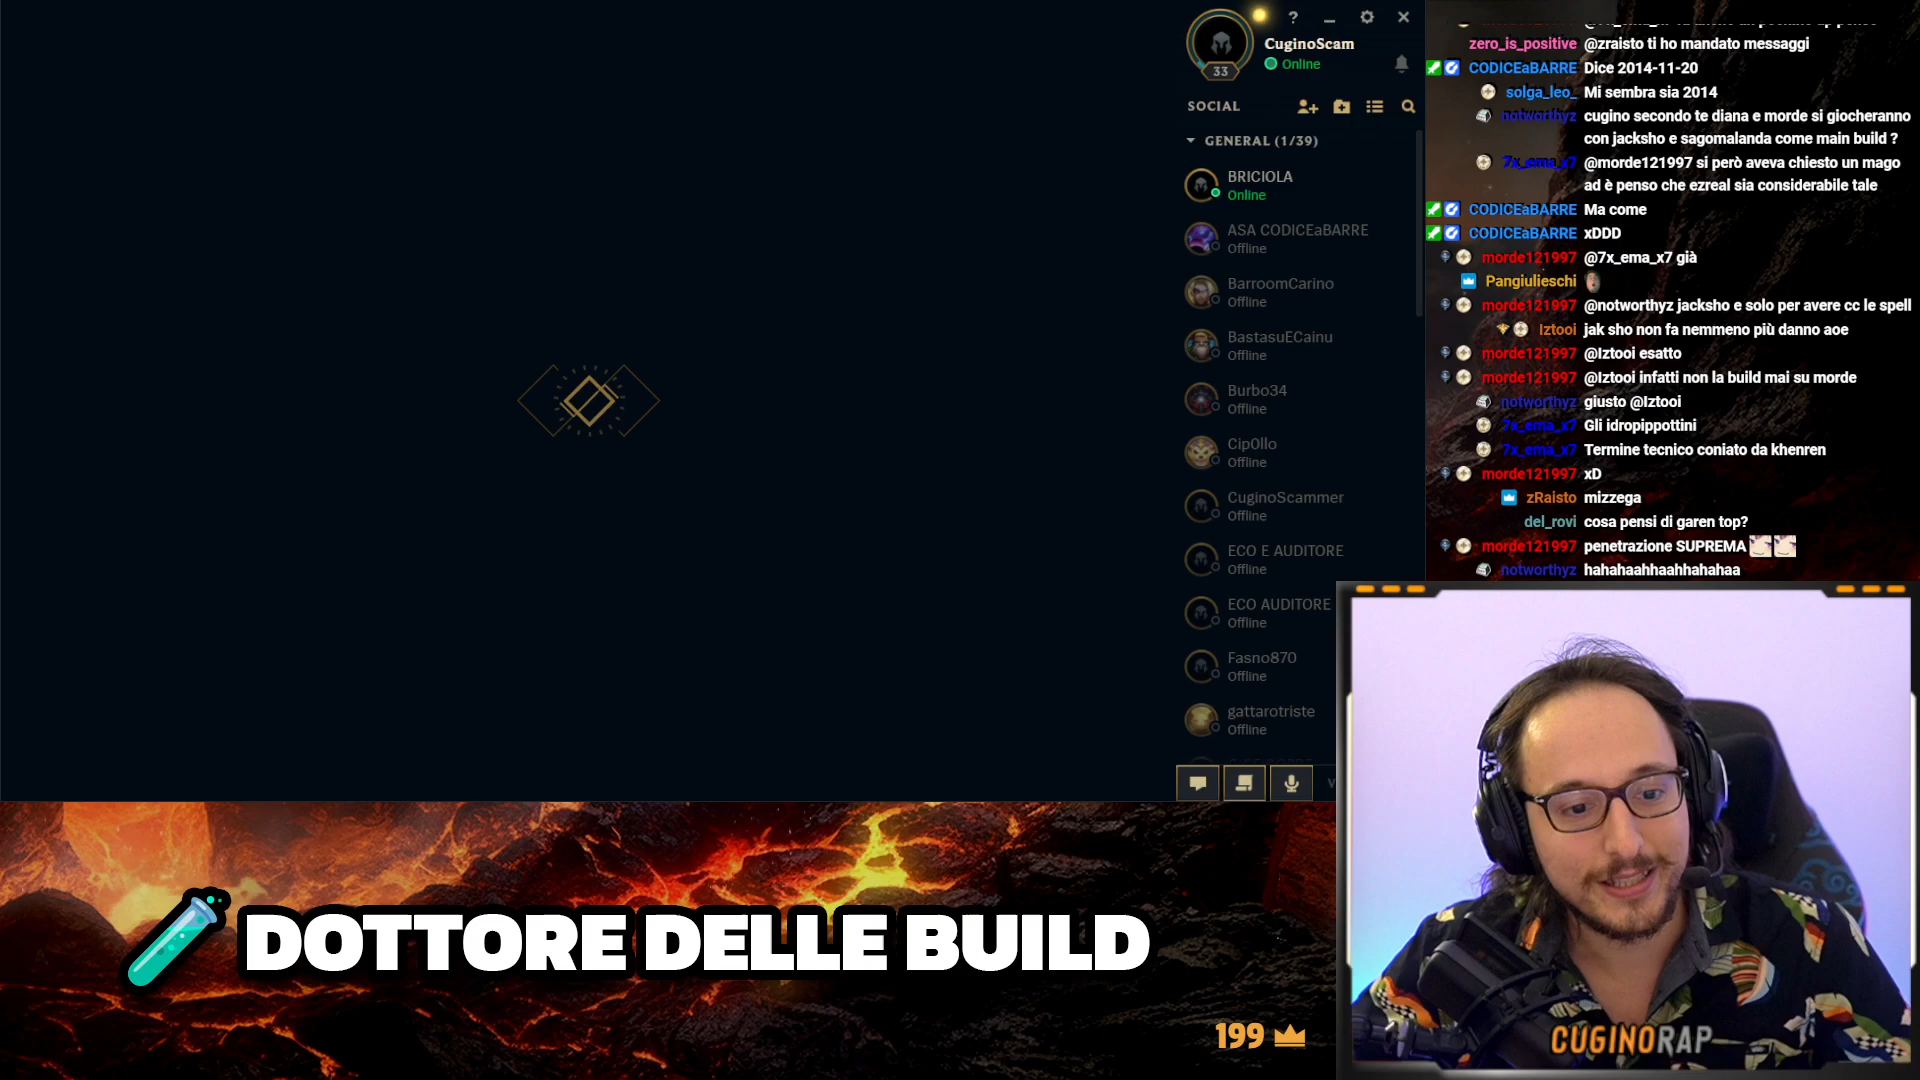 CuginoScam
Online
33
SOCIAL
GENERAL (1/39)
BRICIOLA
Online
ASA CODICEaBARRE
Offline
BarroomCarino
Offline
BastasuECainu
Offline
Burbo34
Offline
Cip0llo
Offline
CuginoScammer
Offline
ECO E AUDITORE
Offline
ECO AUDITORE
Offline
Fasno870
Offline
gattarotriste
Offline
zero_is_positive @zraisto ti ho mandato messaggi
CODICEaBARRE Dice 2014-11-20
solga_leo_ Mi sembra sia 2014
notworthyz cugino secondo te diana e morde si giocheranno
con jacksho e sagomalanda come main build ?
7x_ema_x7 @morde121997 si però aveva chiesto un mago
ad è penso che ezreal sia considerabile tale
CODICEaBARRE Ma come
CODICEaBARRE xDDD
morde121997 @7x_ema_x7 già
Pangiulieschi
morde121997 @notworthyz jacksho e solo per avere cc le spell
Iztooi jak sho non fa nemmeno più danno aoe
morde121997 @Iztooi esatto
morde121997 @Iztooi infatti non la build mai su morde
notworthyz giusto @Iztooi
7x_ema_x7 Gli idropippottini
7x_ema_x7 Termine tecnico coniato da khenren
morde121997 xD
zRaisto mizzega
del_rovi cosa pensi di garen top?
morde121997 penetrazione SUPREMA
notworthyz hahahaahhaahhahahaa
DOTTORE DELLE BUILD
199
CUGINORAP